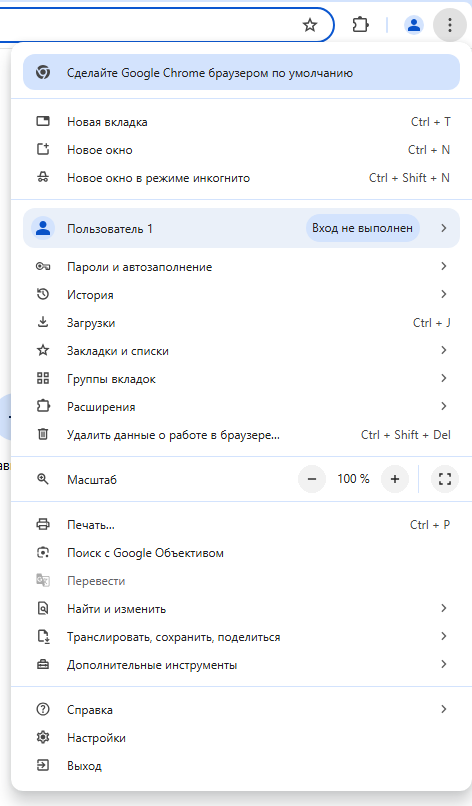 Сделайте Google Chrome браузером по умолчанию
Новая вкладка Ctrl + T
Новое окно Ctrl + N
Новое окно в режиме инкогнито Ctrl + Shift + N
Пользователь 1 Вход не выполнен
Пароли и автозаполнение
История
Загрузки Ctrl + J
Закладки и списки
Группы вкладок
Расширения
Удалить данные о работе в браузере... Ctrl + Shift + Del
Масштаб − 100 % +
Печать... Ctrl + P
Поиск с Google Объективом
Перевести
Найти и изменить
Транслировать, сохранить, поделиться
Дополнительные инструменты
Справка
Настройки
Выход